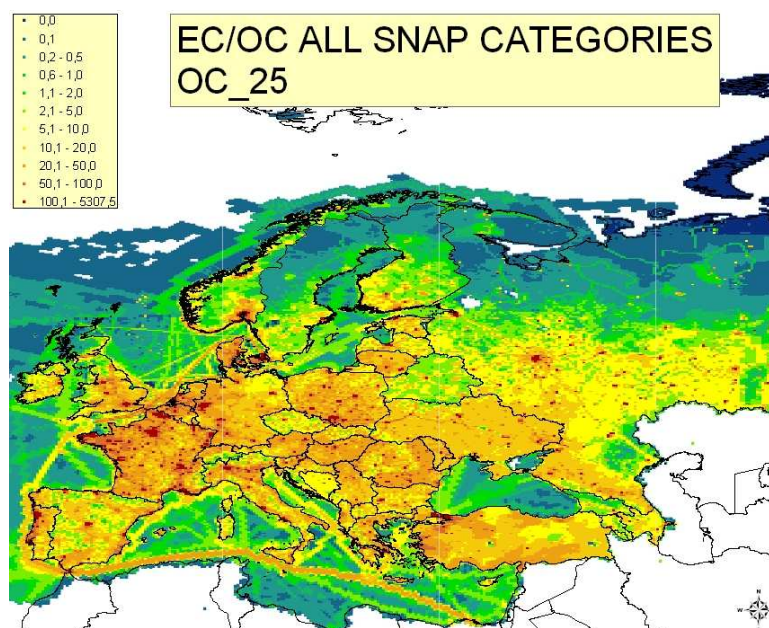 0,0
0,1
0,2 - 0,5
0,6 - 1,0
1,1 - 2,0
2,1 - 5,0
5,1 - 10,0
10,1 - 20,0
20,1 - 50,0
50,1 - 100,0
100,1 - 5307,5
EC/OC ALL SNAP CATEGORIES
OC_25
N
W
E
S